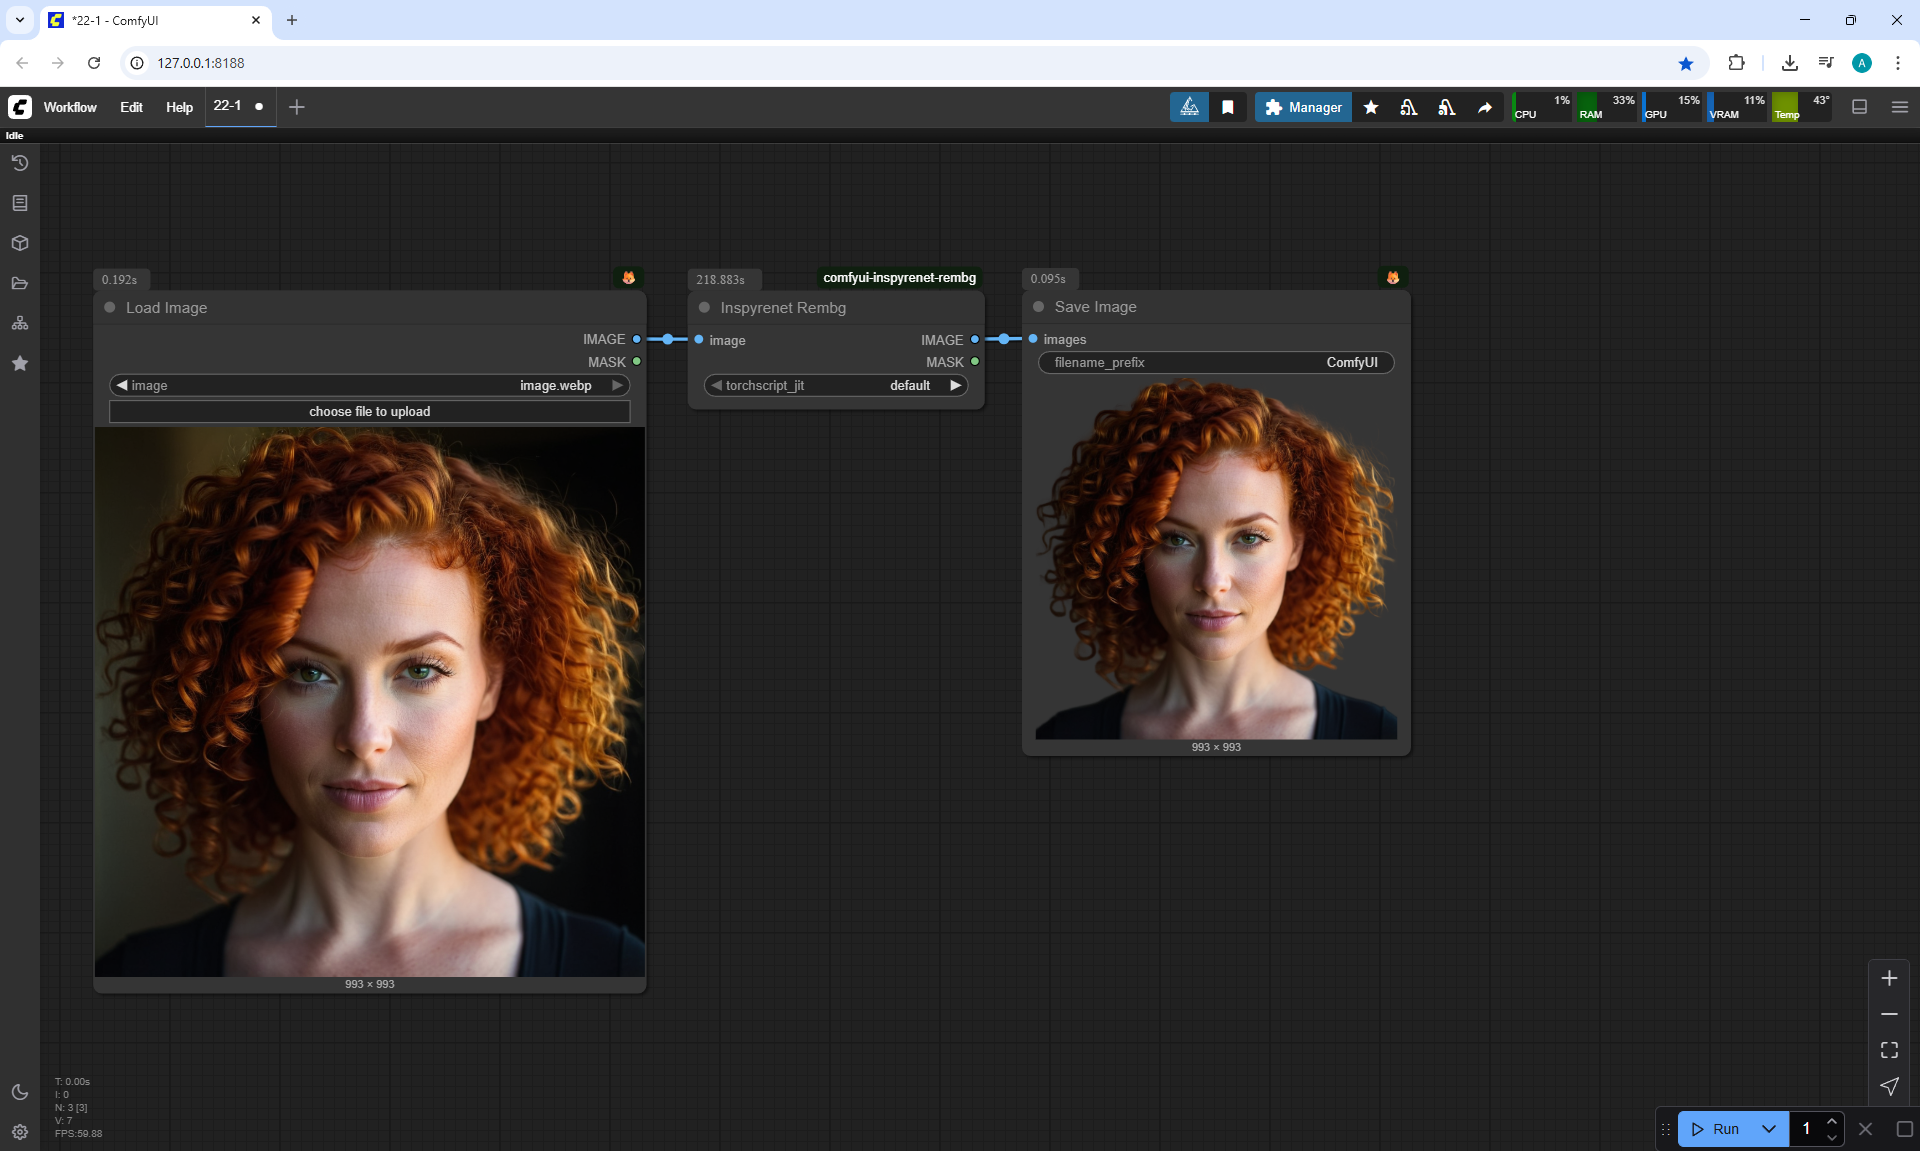 *22-1 - ComfyUI
127.0.0.1:8188
A
Workflow Edit Help 22-1
Manager
CPU 1% RAM 33% GPU 15% VRAM 11% Temp 43°
Idle
0.192s
Load Image
IMAGE
MASK
image image.webp
choose file to upload
993 × 993
218.883s comfyui-inspyrenet-rembg
Inspyrenet Rembg
image IMAGE
MASK
torchscript_jit default
0.095s
Save Image
images
filename_prefix ComfyUI
993 × 993
T: 0.00s
I: 0
N: 3 [3]
V: 7
FPS:59.88
Run 1